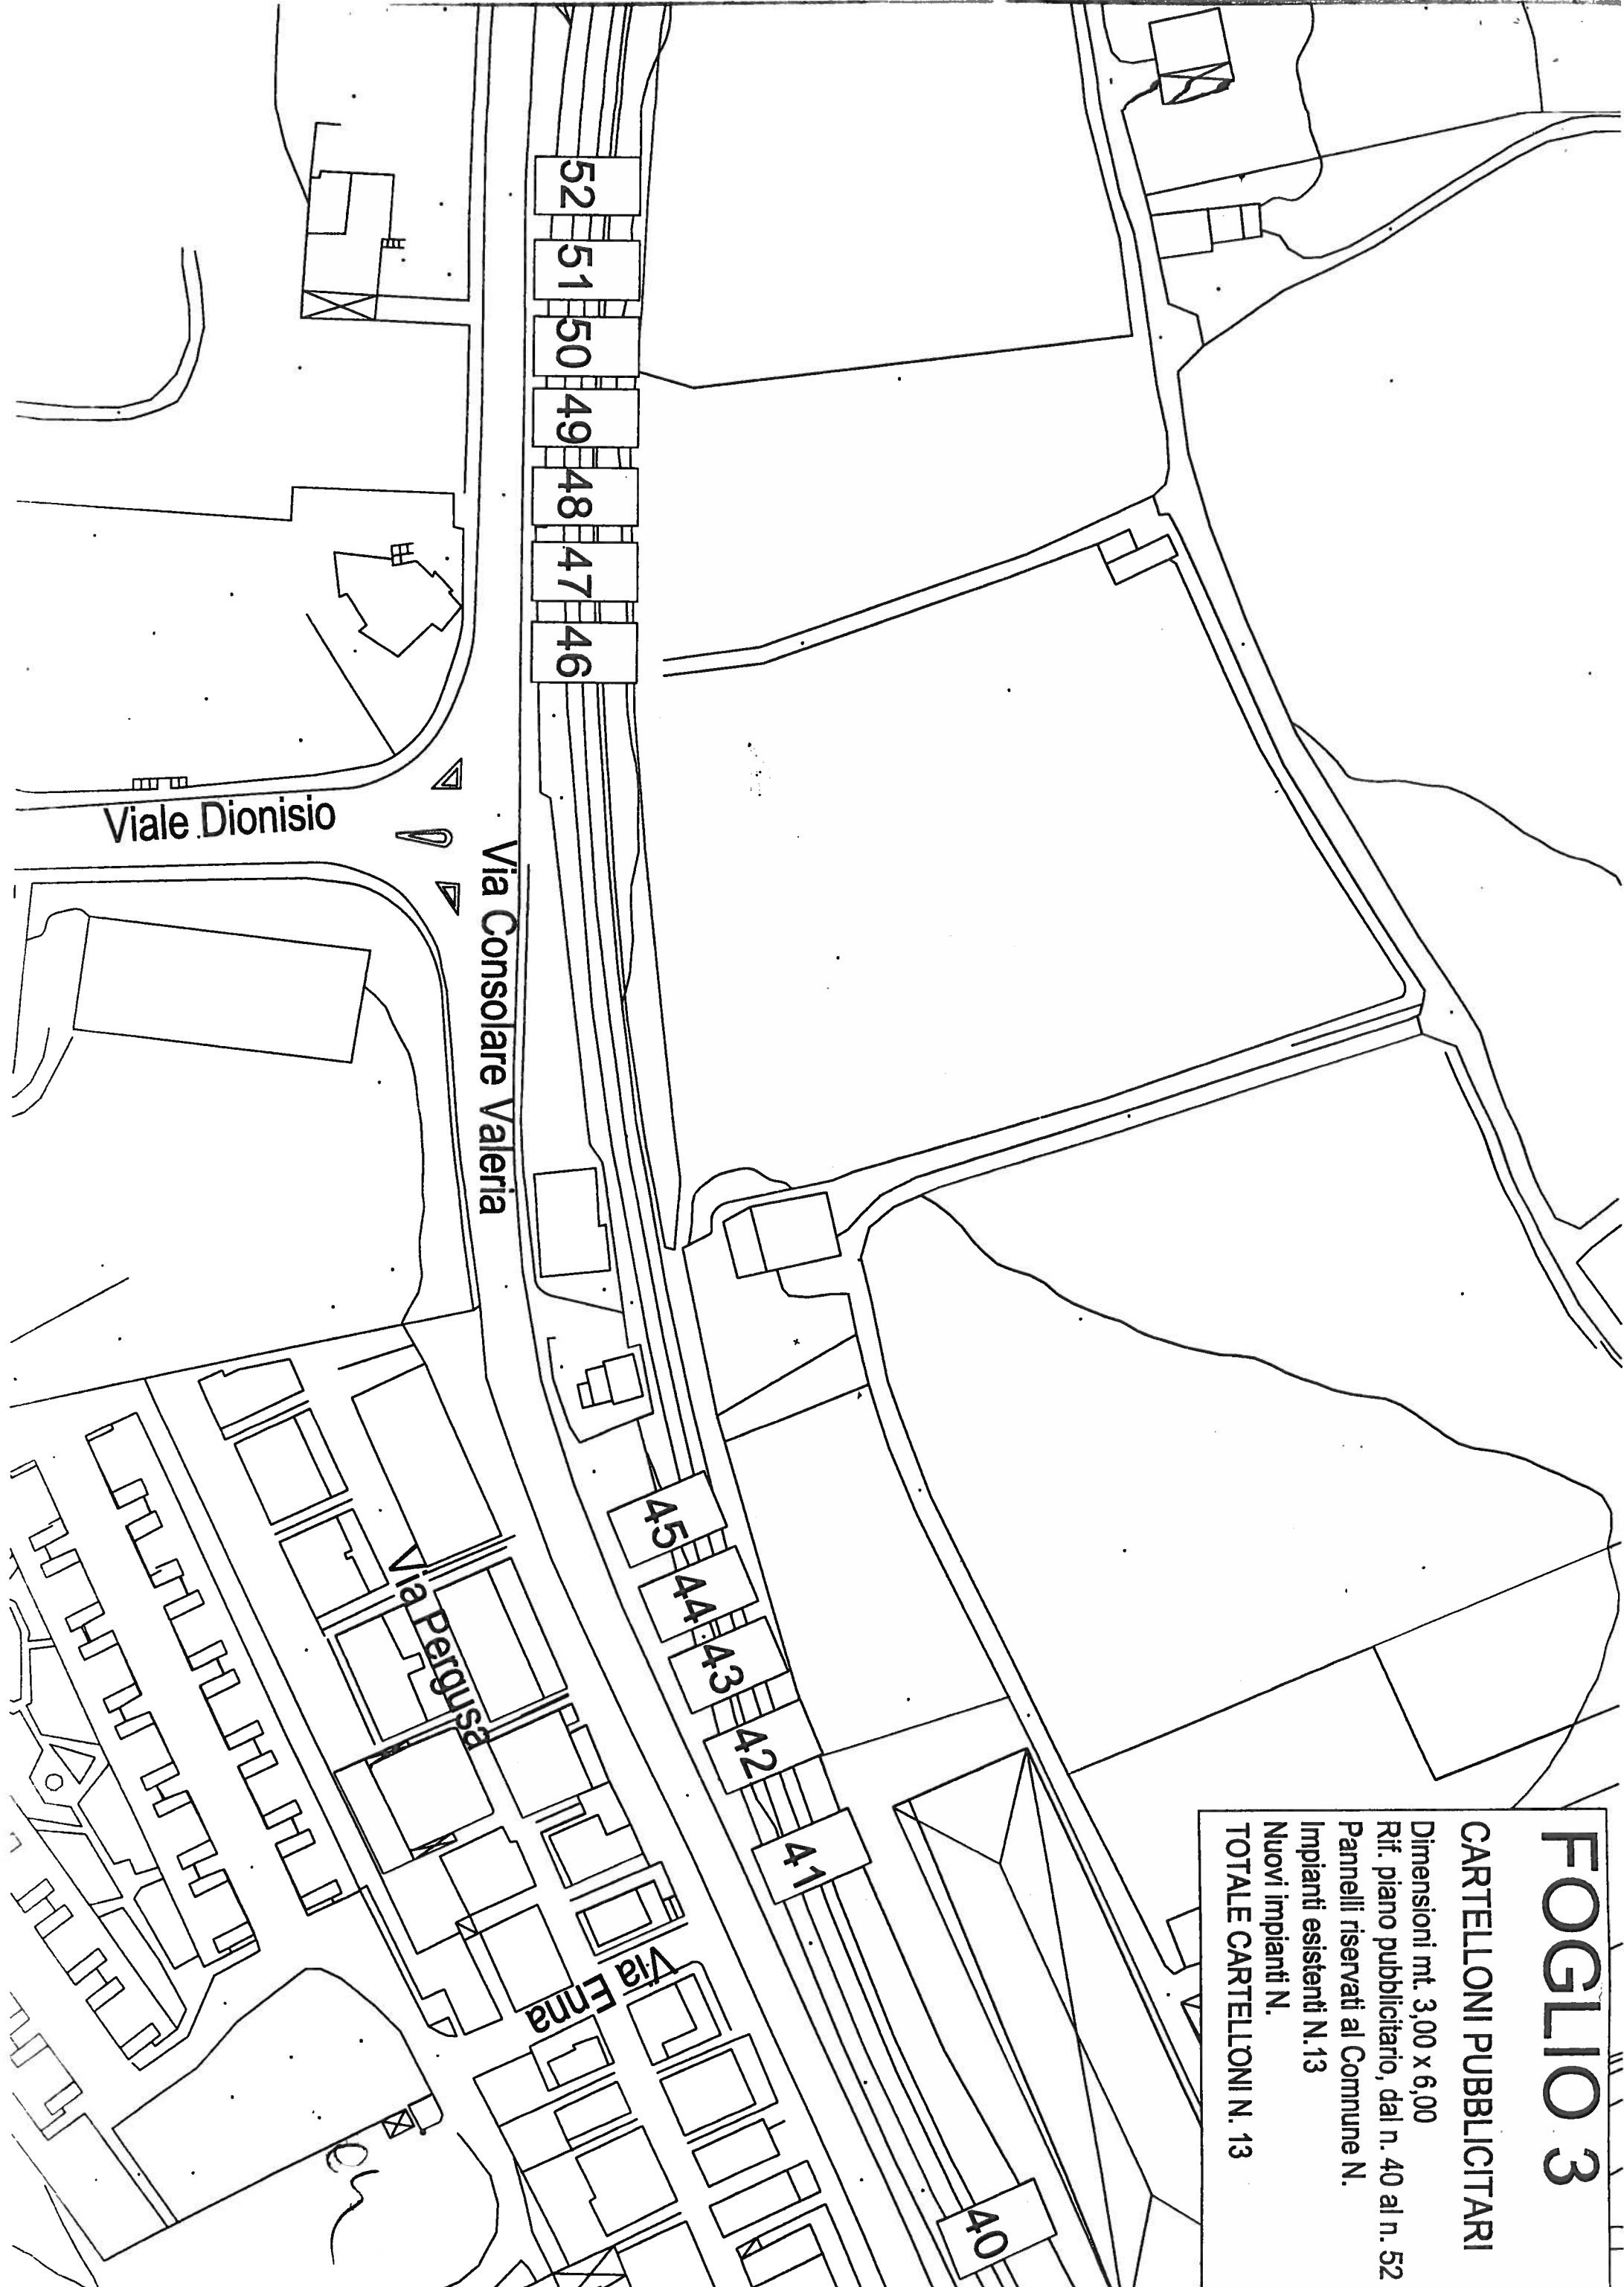 FOGLIO 3
CARTELLONI PUBBLICITARI
Dimensioni mt. 3,00 x 6,00
Rif. piano pubblicitario, dal n. 40 al n. 52
Pannelli riservati al Comune N.
Impianti esistenti N.13
Nuovi impianti N.
TOTALE CARTELLONI N. 13
52
51
50
49
48
47
46
45
44
43
42
41
40
Viale Dionisio
Via Consolare Valeria
Via Pergusa
Via Enna